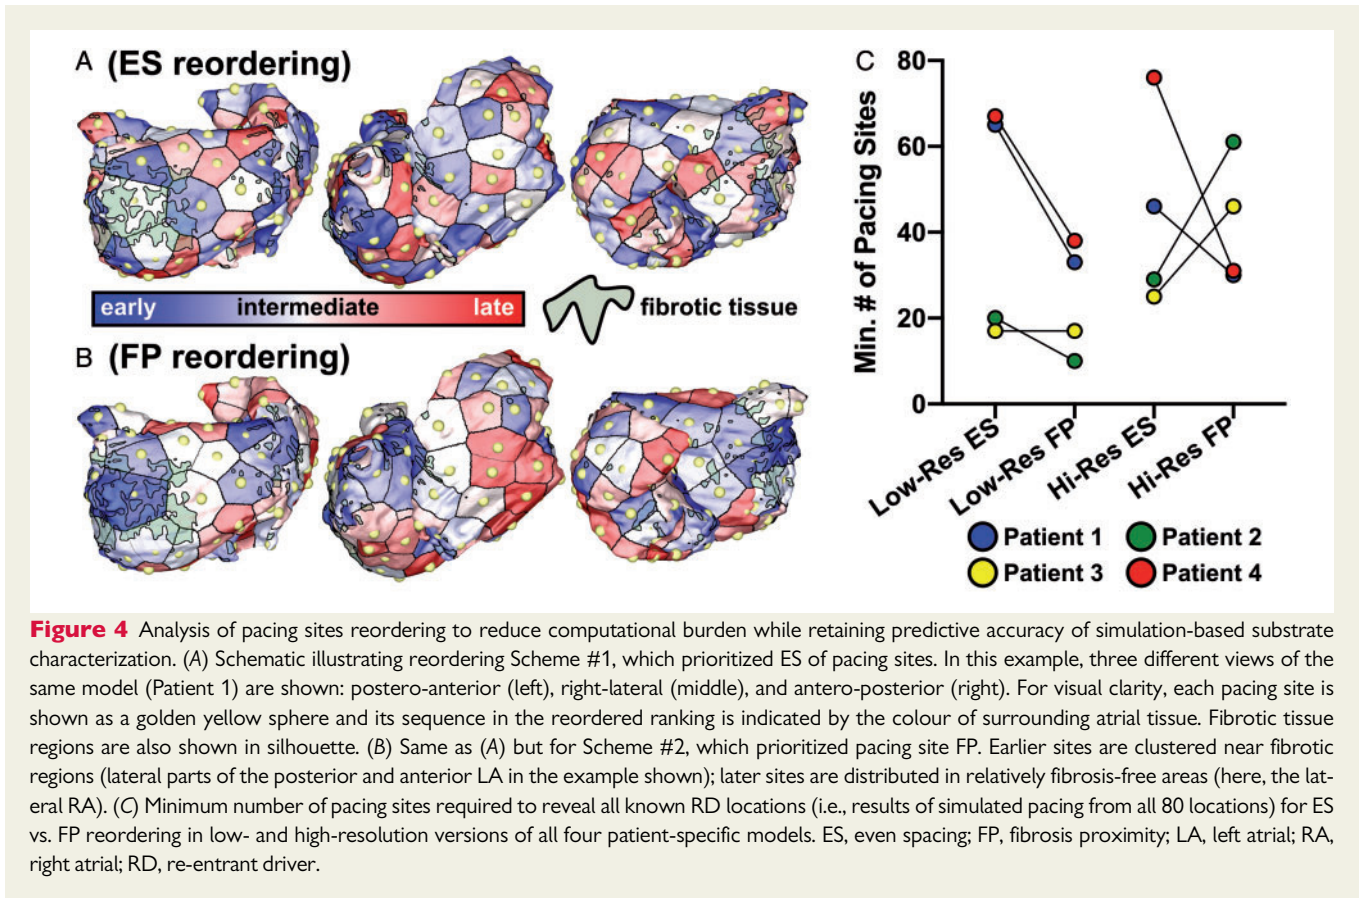 A (ES reordering)
early intermediate late
fibrotic tissue
B (FP reordering)
C
Min. # of Pacing Sites
80
60
40
20
0
Low-Res ES
Low-Res FP
Hi-Res ES
Hi-Res FP
Patient 1 Patient 2
Patient 3 Patient 4
Figure 4 Analysis of pacing sites reordering to reduce computational burden while retaining predictive accuracy of simulation-based substrate
characterization. (A) Schematic illustrating reordering Scheme #1, which prioritized ES of pacing sites. In this example, three different views of the
same model (Patient 1) are shown: postero-anterior (left), right-lateral (middle), and antero-posterior (right). For visual clarity, each pacing site is
shown as a golden yellow sphere and its sequence in the reordered ranking is indicated by the colour of surrounding atrial tissue. Fibrotic tissue
regions are also shown in silhouette. (B) Same as (A) but for Scheme #2, which prioritized pacing site FP. Earlier sites are clustered near fibrotic
regions (lateral parts of the posterior and anterior LA in the example shown); later sites are distributed in relatively fibrosis-free areas (here, the lat-
eral RA). (C) Minimum number of pacing sites required to reveal all known RD locations (i.e., results of simulated pacing from all 80 locations) for ES
vs. FP reordering in low- and high-resolution versions of all four patient-specific models. ES, even spacing; FP, fibrosis proximity; LA, left atrial; RA,
right atrial; RD, re-entrant driver.